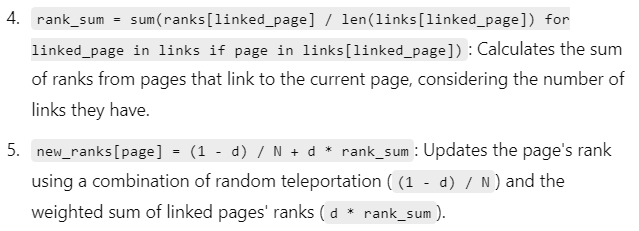 4. rank_sum = sum(ranks[linked_page] / len(links[linked_page]) for
linked_page in links if page in links[linked_page]) : Calculates the sum
of ranks from pages that link to the current page, considering the number of
links they have.
5. new_ranks[page] = (1 - d) / N + d * rank_sum : Updates the page's rank
using a combination of random teleportation ( (1 - d) / N ) and the
weighted sum of linked pages' ranks ( d * rank_sum ).